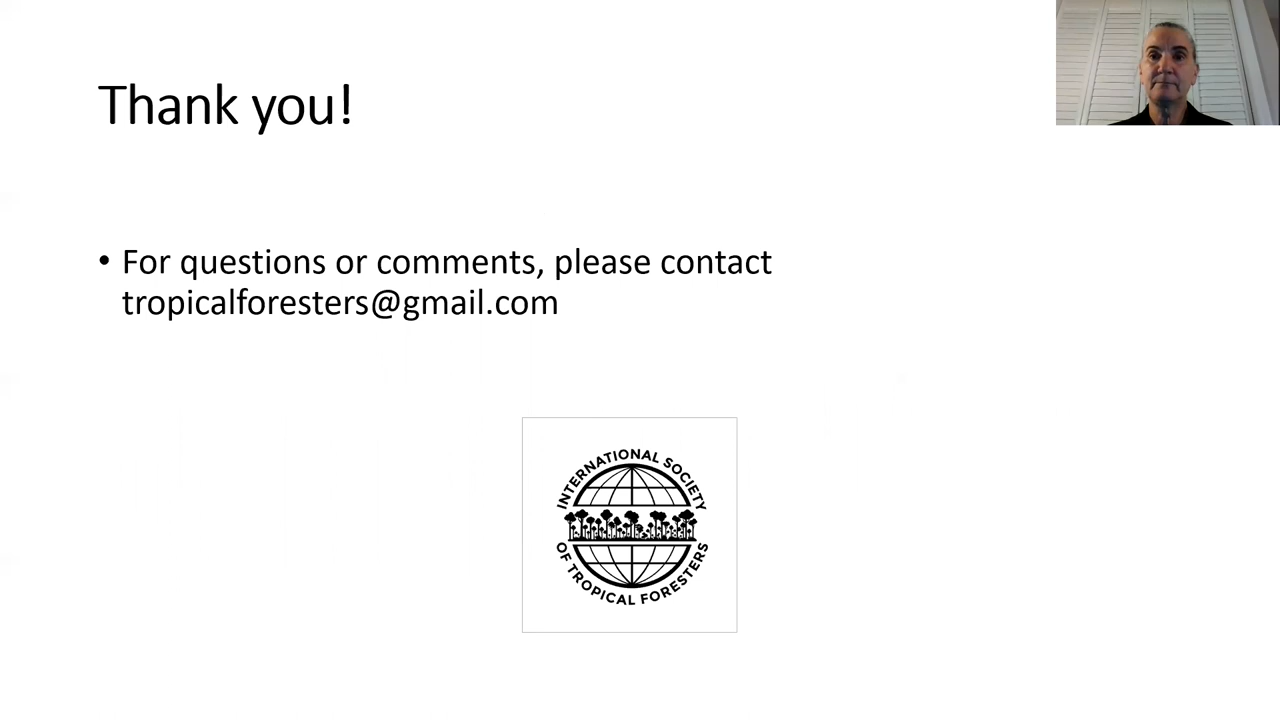 Thank you!
• For questions or comments, please contact
tropicalforesters@gmail.com
INTERNATIONAL SOCIETY
OF TROPICAL FORESTERS